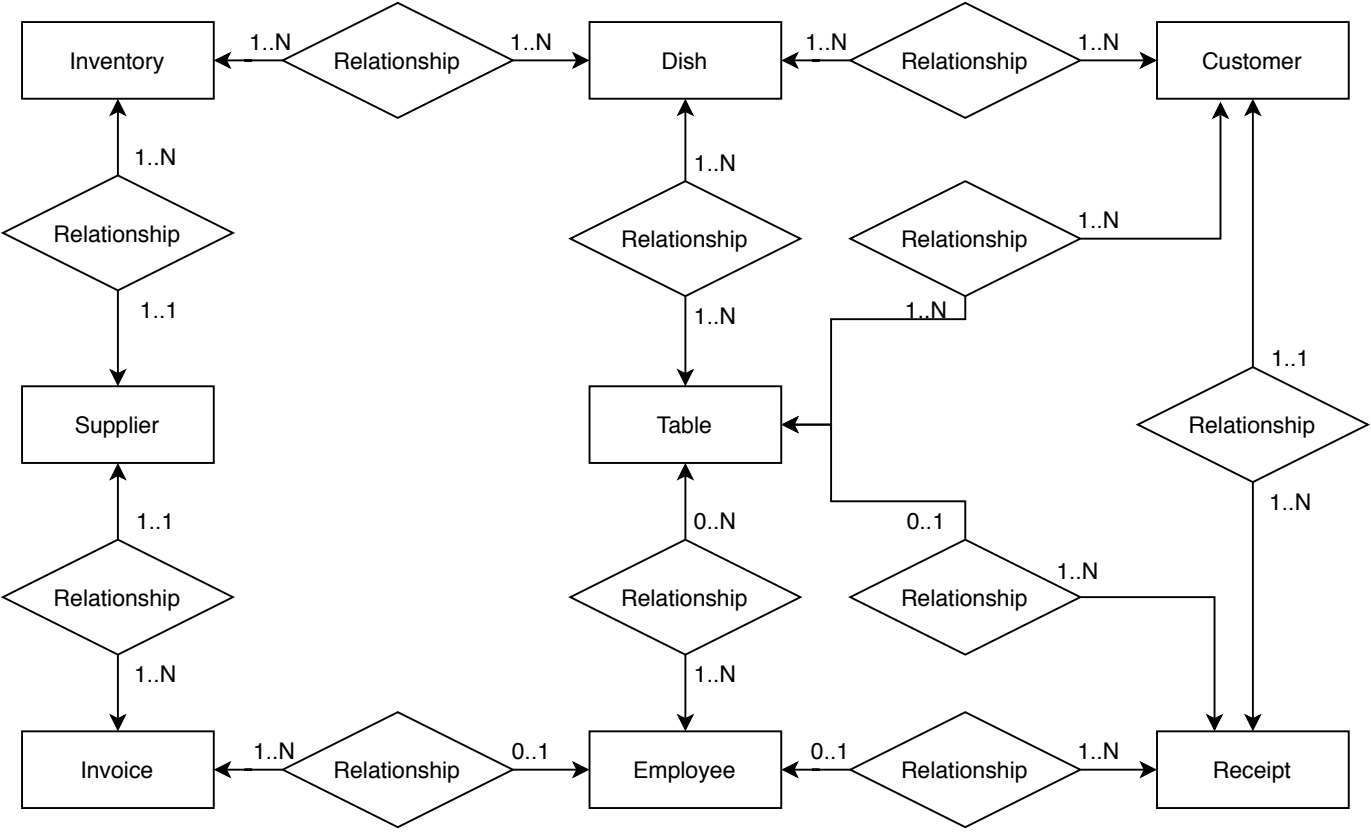 Inventory
1..N
Relationship
1..N
Dish
1..N
Relationship
1..N
Customer
1..N
Relationship
1..1
1..N
Relationship
1..N
Relationship
1..N
1..N
Supplier
Table
1..1
Relationship
1..N
1..1
Relationship
1..N
0..N
Relationship
1..N
0..1
Relationship
1..N
Invoice
1..N
Relationship
0..1
Employee
0..1
Relationship
1..N
Receipt